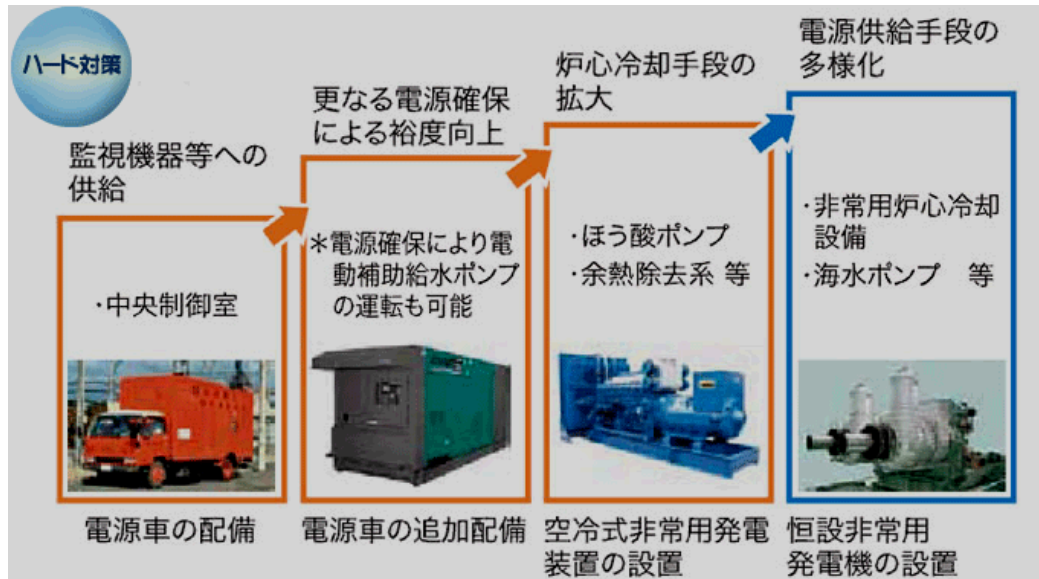 ハード対策
監視機器等への
供給
・中央制御室
電源車の配備
更なる電源確保
による裕度向上
＊電源確保により電
動補助給水ポンプ
の運転も可能
電源車の追加配備
炉心冷却手段の
拡大
・ほう酸ポンプ
・余熱除去系 等
空冷式非常用発電
装置の設置
電源供給手段の
多様化
・非常用炉心冷却
設備
・海水ポンプ　等
恒設非常用
発電機の設置